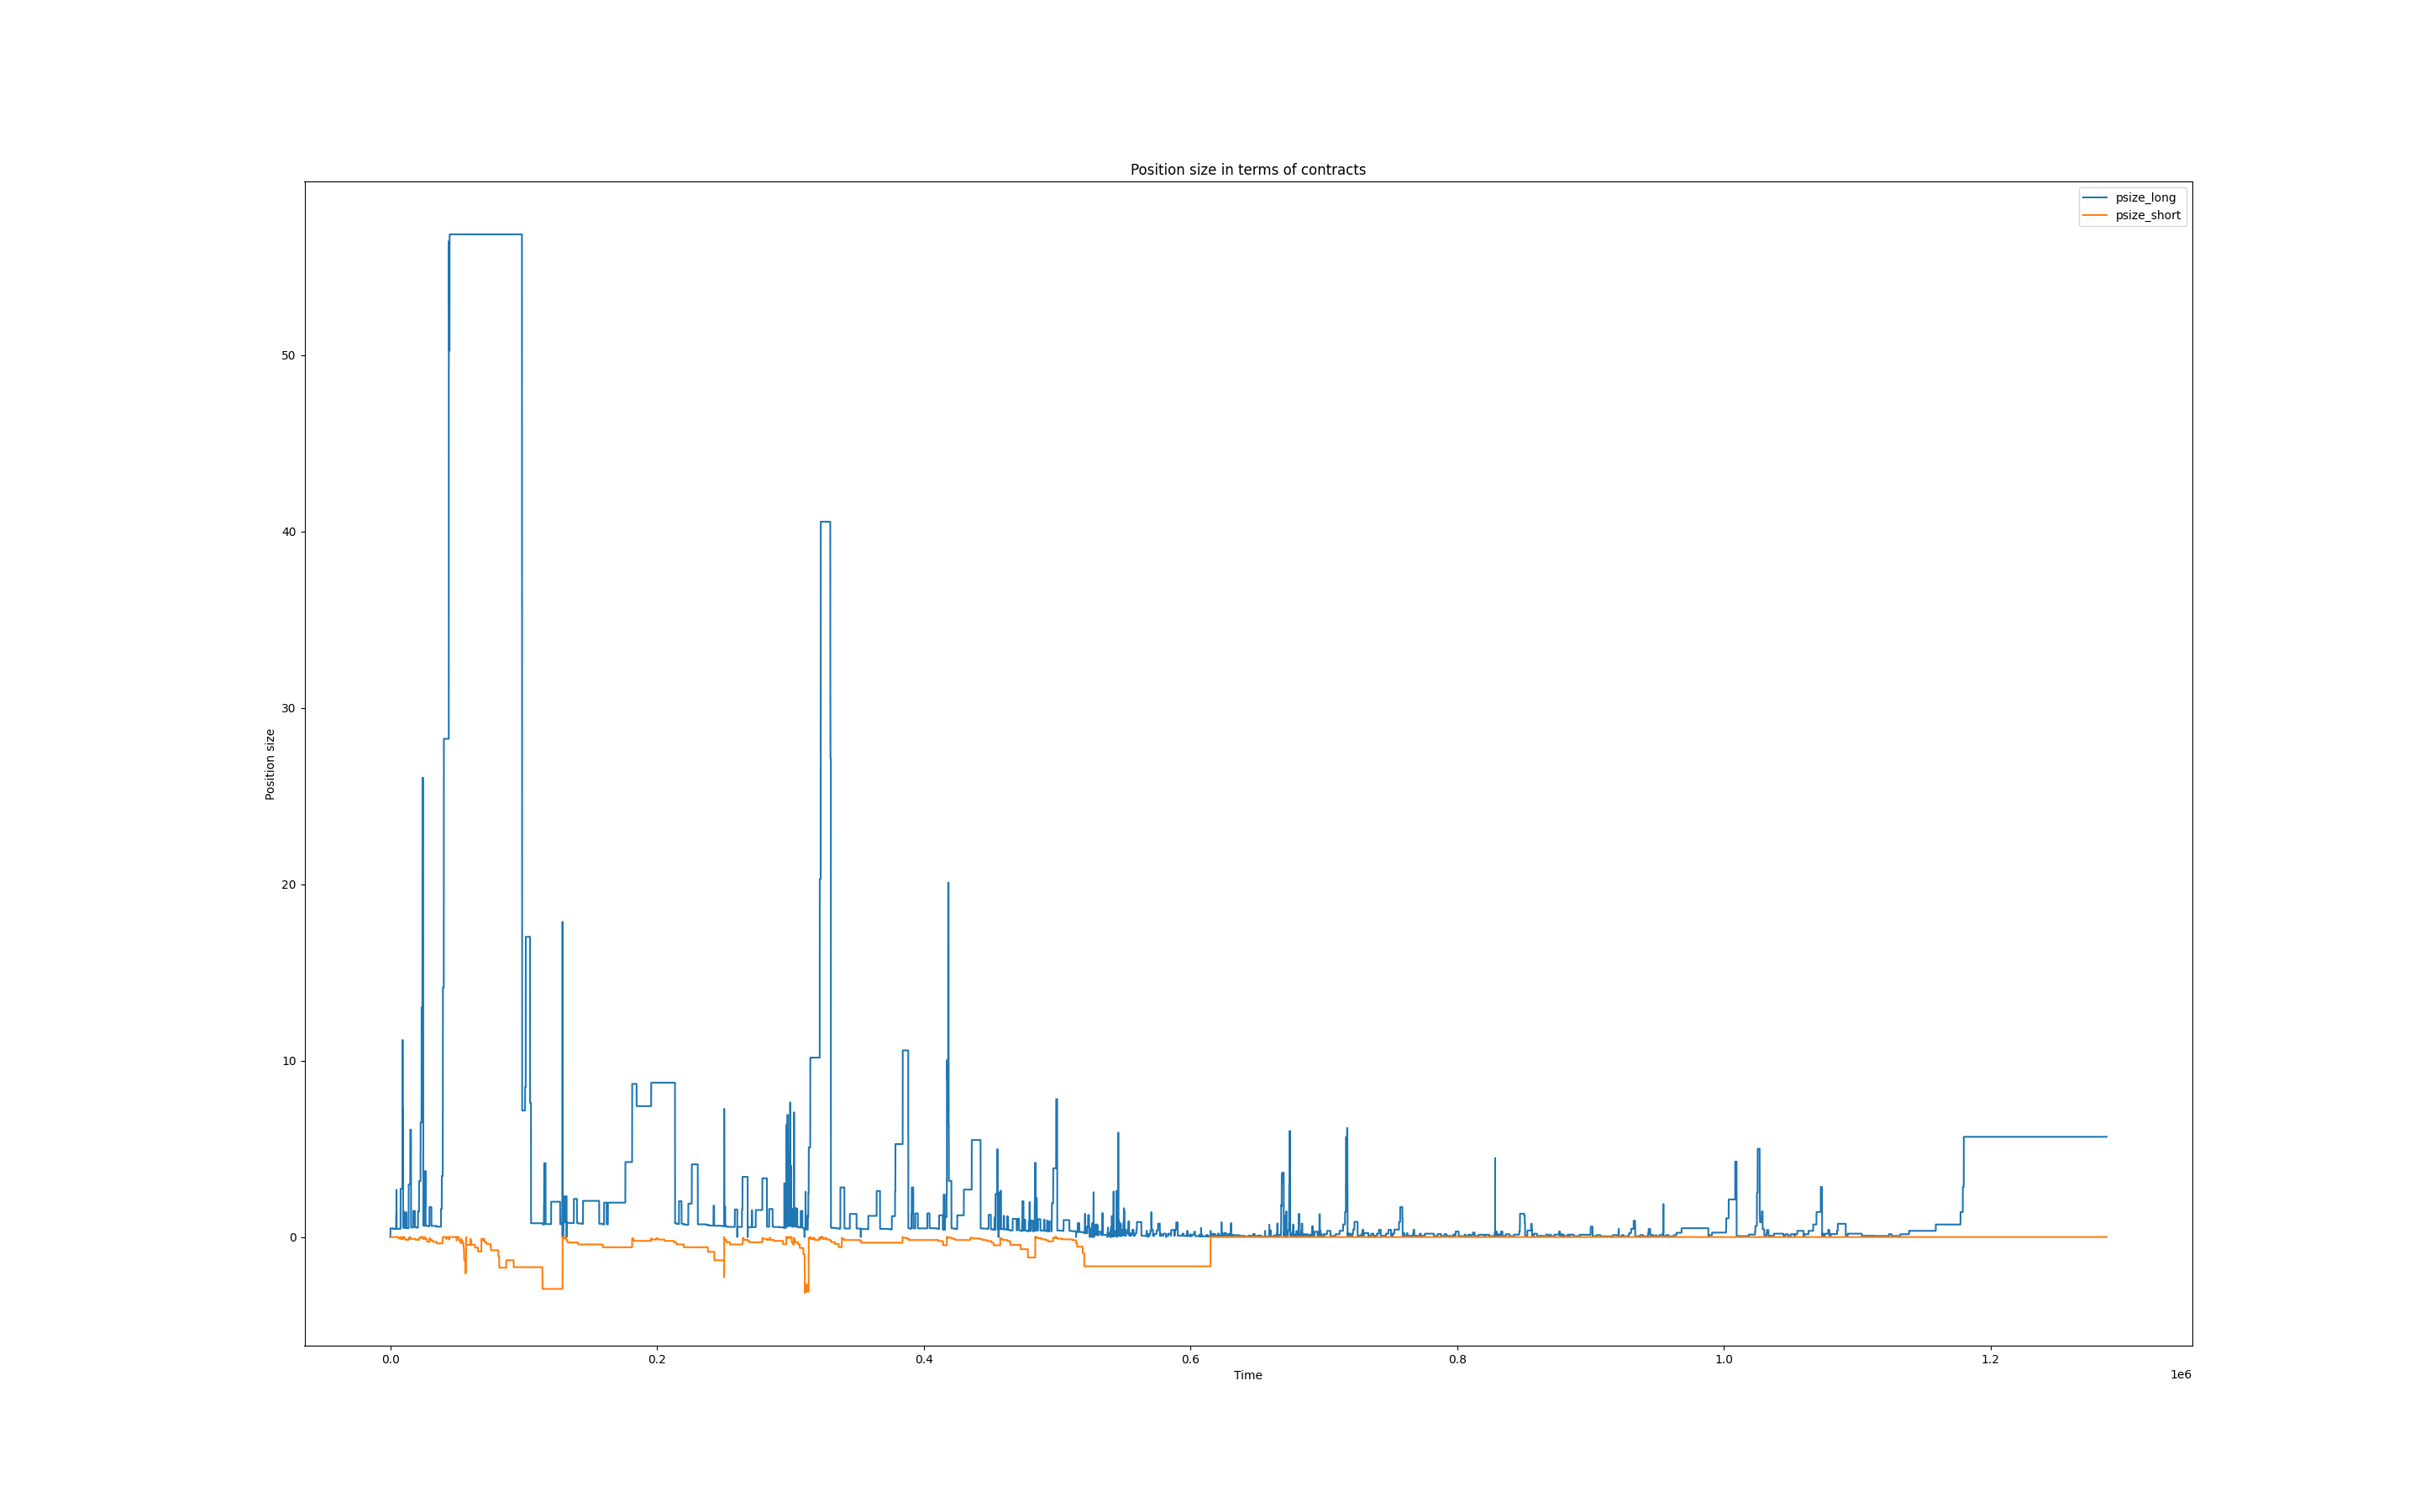 Position size in terms of contracts
psize_long
psize_short
Position size
50
40
30
20
10
0
0.0 0.2 0.4 0.6 0.8 1.0 1.2
Time
1e6